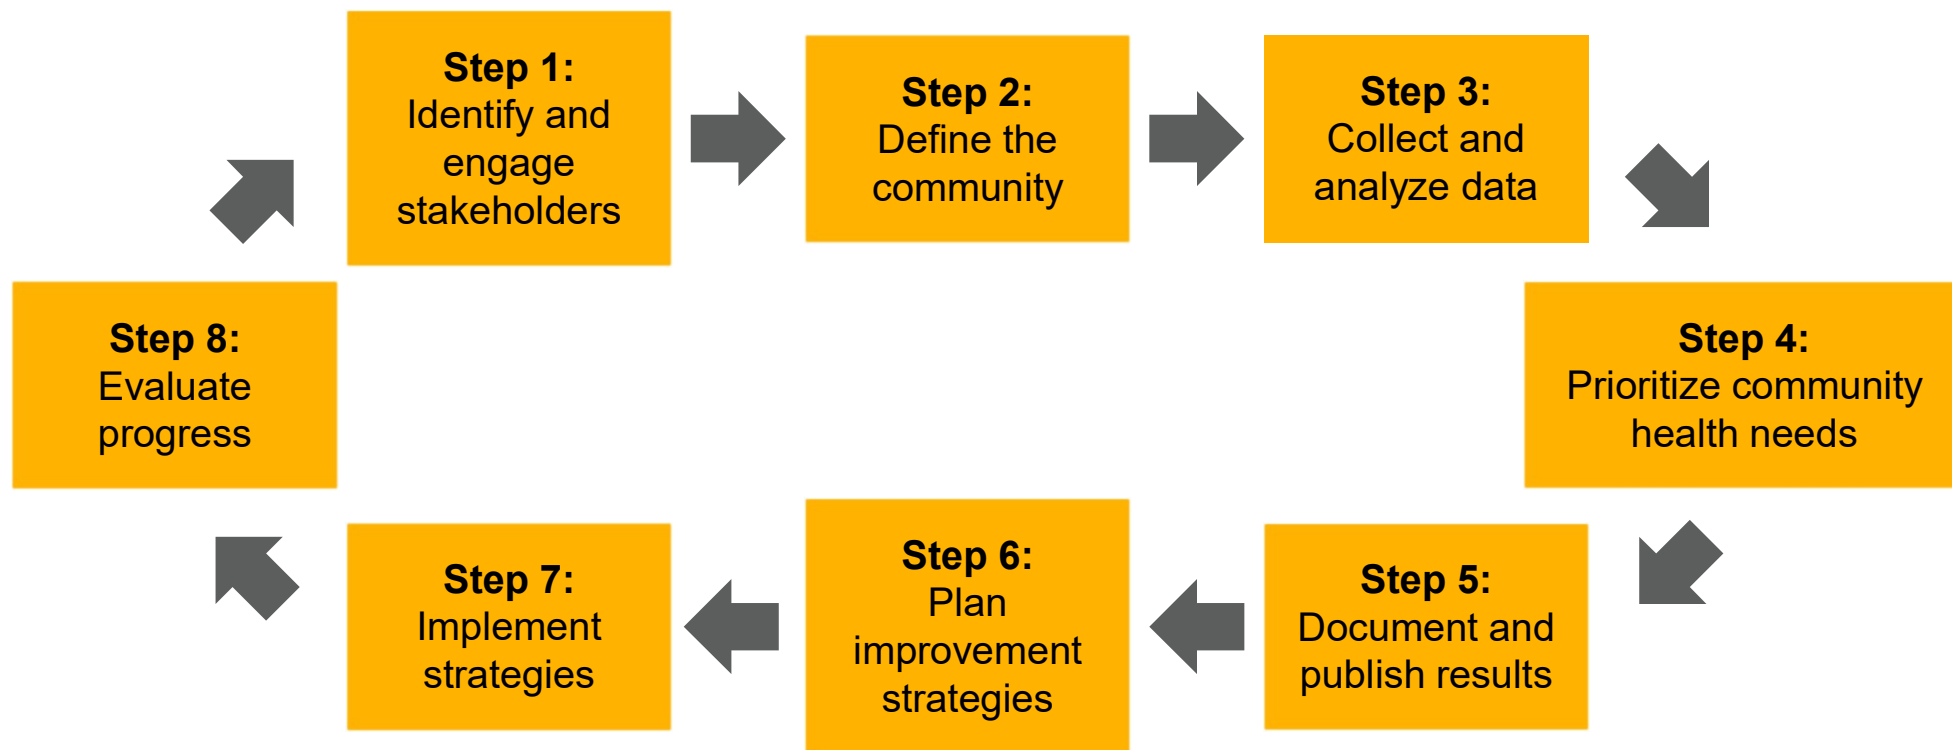 Step 1:
Identify and
engage
stakeholders
Step 2:
Define the
community
Step 3:
Collect and
analyze data
Step 4:
Prioritize community
health needs
Step 5:
Document and
publish results
Step 6:
Plan
improvement
strategies
Step 7:
Implement
strategies
Step 8:
Evaluate
progress